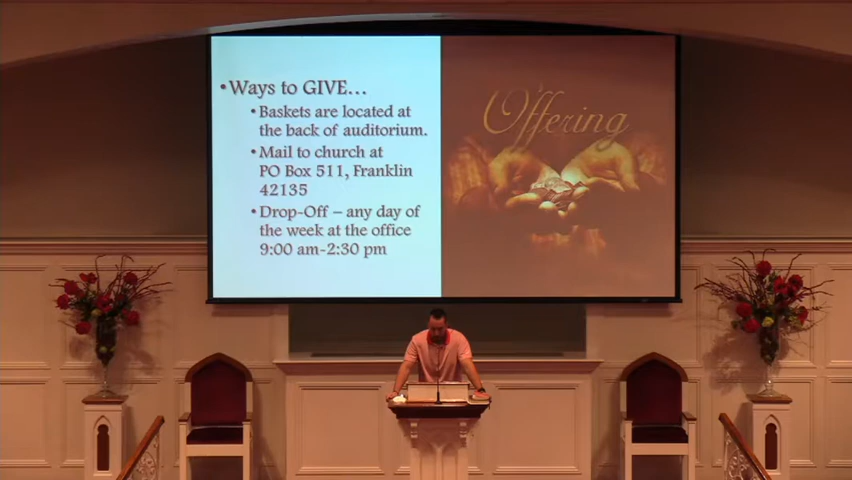 • Ways to GIVE...
• Baskets are located at
the back of auditorium.
• Mail to church at
PO Box 511, Franklin
42135
• Drop-Off – any day of
the week at the office
9:00 am-2:30 pm
Offering